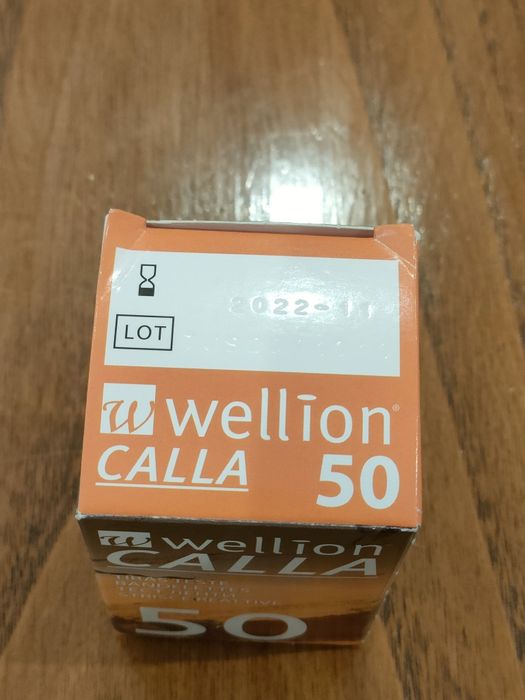 2022-11
LOT
w wellion®
CALLA 50
w wellion
CALLA
50